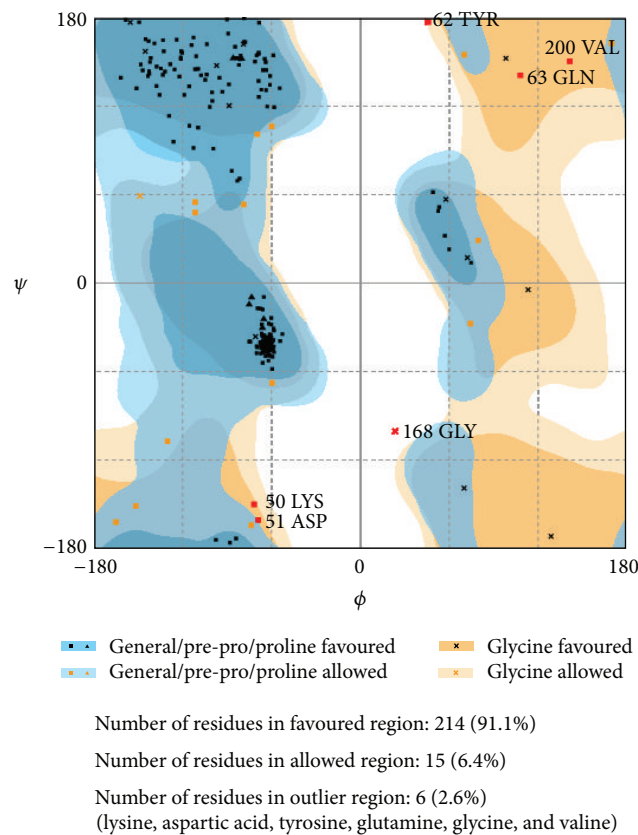 180
62 TYR
200 VAL
63 GLN
ψ
0
168 GLY
50 LYS
51 ASP
−180
−180
0
180
ϕ
General/pre-pro/proline favoured
Glycine favoured
General/pre-pro/proline allowed
Glycine allowed
Number of residues in favoured region: 214 (91.1%)
Number of residues in allowed region: 15 (6.4%)
Number of residues in outlier region: 6 (2.6%)
(lysine, aspartic acid, tyrosine, glutamine, glycine, and valine)